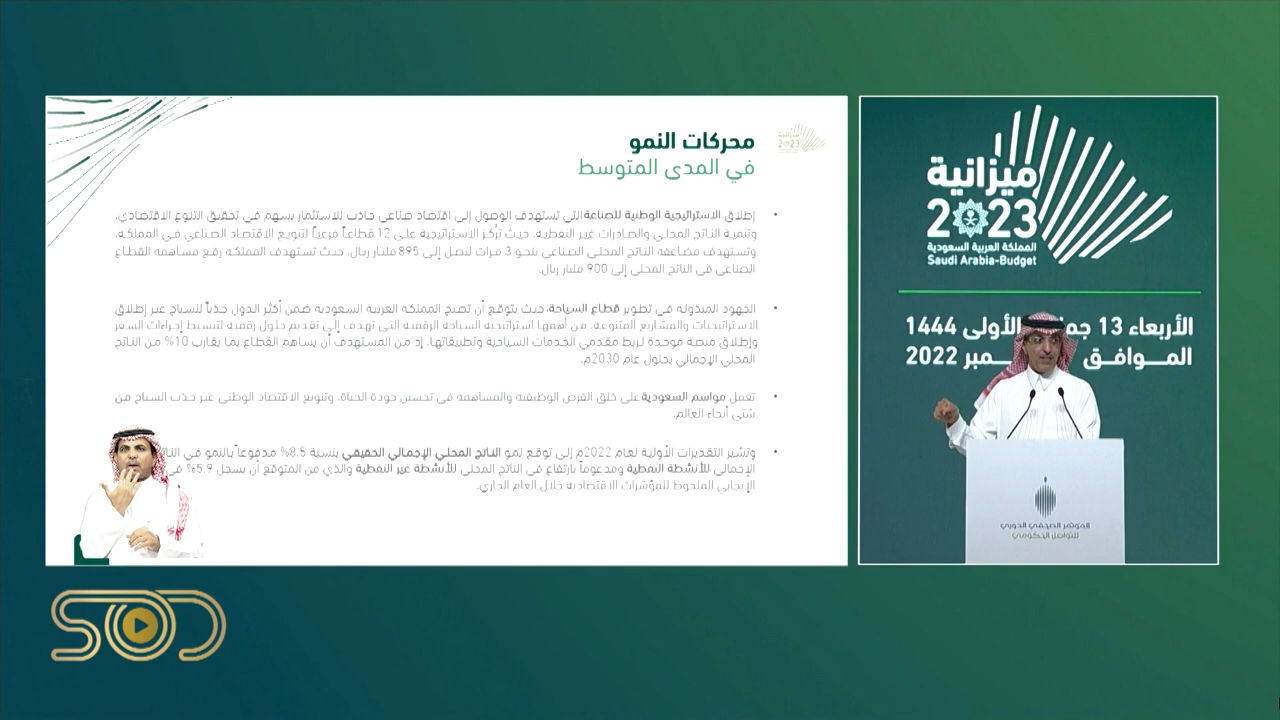 محركات النمو
في المدى المتوسط
ميزانية
2023
• إطلاق الاستراتيجية الوطنية للصناعة التي تستهدف الوصول إلى اقتصاد صناعي جاذب للاستثمار يسهم في تحقيق التنوع الاقتصادي،
وتنمية الناتج المحلي والصادرات غير النفطية. حيث تركز الاستراتيجية على 12 قطاعاً فرعياً لتنويع الاقتصاد الصناعي في المملكة،
وتستهدف مضاعفة الناتج المحلي الصناعي بنحو 3 مرات ليصل إلى 895 مليار ريال، حيث تستهدف المملكة رفع مساهمة القطاع
الصناعي في الناتج المحلي إلى 900 مليار ريال.
• الجهود المبذولة في تطوير قطاع السياحة، حيث يتوقع أن تصبح المملكة العربية السعودية ضمن أكثر الدول جذباً للسياح عبر إطلاق
الاستراتيجيات والمشاريع المتنوعة، من أهمها استراتيجية السياحة الرقمية التي تهدف إلى تقديم حلول رقمية لتبسيط إجراءات السفر
وإطلاق منصة موحدة لربط مقدمي الخدمات السياحية وتطبيقاتها. إذ من المستهدف أن يساهم القطاع بما يقارب 10% من الناتج
المحلي الإجمالي بحلول عام 2030م.
• تعمل مواسم السعودية على خلق الفرص الوظيفية والمساهمة في تحسين جودة الحياة، وتنويع الاقتصاد الوطني عبر جذب السياح من
شتى أنحاء العالم.
• وتشير التقديرات الأولية لعام 2022م إلى توقع نمو الناتج المحلي الإجمالي الحقيقي بنسبة 8.5% مدفوعاً بالنمو في
الإجمالي للأنشطة النفطية ومدعوماً بارتفاع في الناتج المحلي للأنشطة غير النفطية والذي من المتوقع أن يسجل 5.9% في
الإيجابي الملحوظ للمؤشرات الاقتصادية خلال العام الجاري.
ميزانية
2023
المملكة العربية السعودية
Saudi Arabia-Budget
الأربعاء 13 الأولى 1444
الموافق 2022
المؤتمر الصحفي الدوري
للتواصل الحكومي